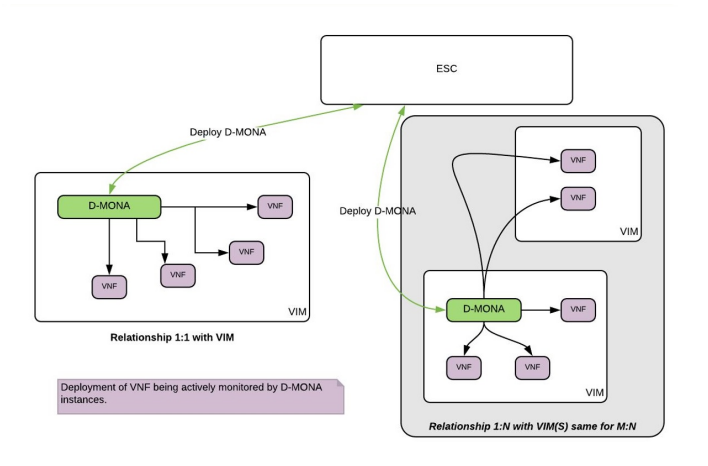 ESC
Deploy D-MONA
VNF
VNF
VIM
D-MONA
VNF
VNF
VNF
VNF
VIM
Relationship 1:1 with VIM
Deploy D-MONA
D-MONA
VNF
VNF
VNF
VIM
Deployment of VNF being actively monitored by D-MONA
instances.
Relationship 1:N with VIM(S) same for M:N